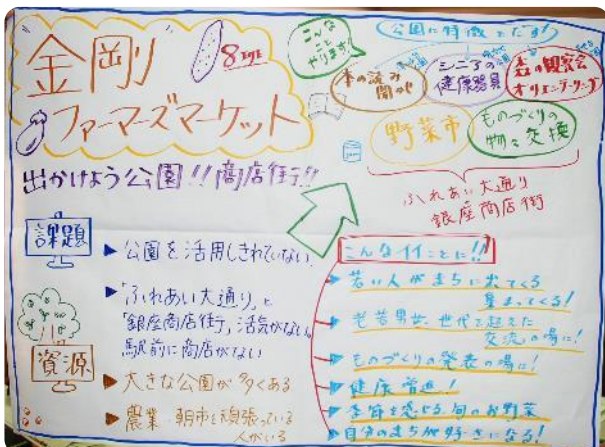 金剛
ファーマーズマーケット
8班
出かけよう公園!!商店街!!
こんな
こと
やります!
公園に特徴をだす!
本の読み
聞かせ
シニアの
健康器具
森の観察会
オリエンテーリング
野菜市
ものづくりの
物々交換
ふれあい大通り
銀座商店街
課題
▶公園を活用しきれていない
▶「ふれあい大通り」と
「銀座商店街」活気がない。
駅前に商店がない
資源
▶大きな公園が多くある
▶農業・朝市を頑張っている
人がいる
こんなイイことに!!
▶若い人がまちに出てくる
集まってくる!
▶老若男女、世代を超えた
交流の場に!
▶ものづくりの発表の場に!
▶健康増進!
▶季節を感じる、旬のお野菜
▶自分のまちが好きになる!